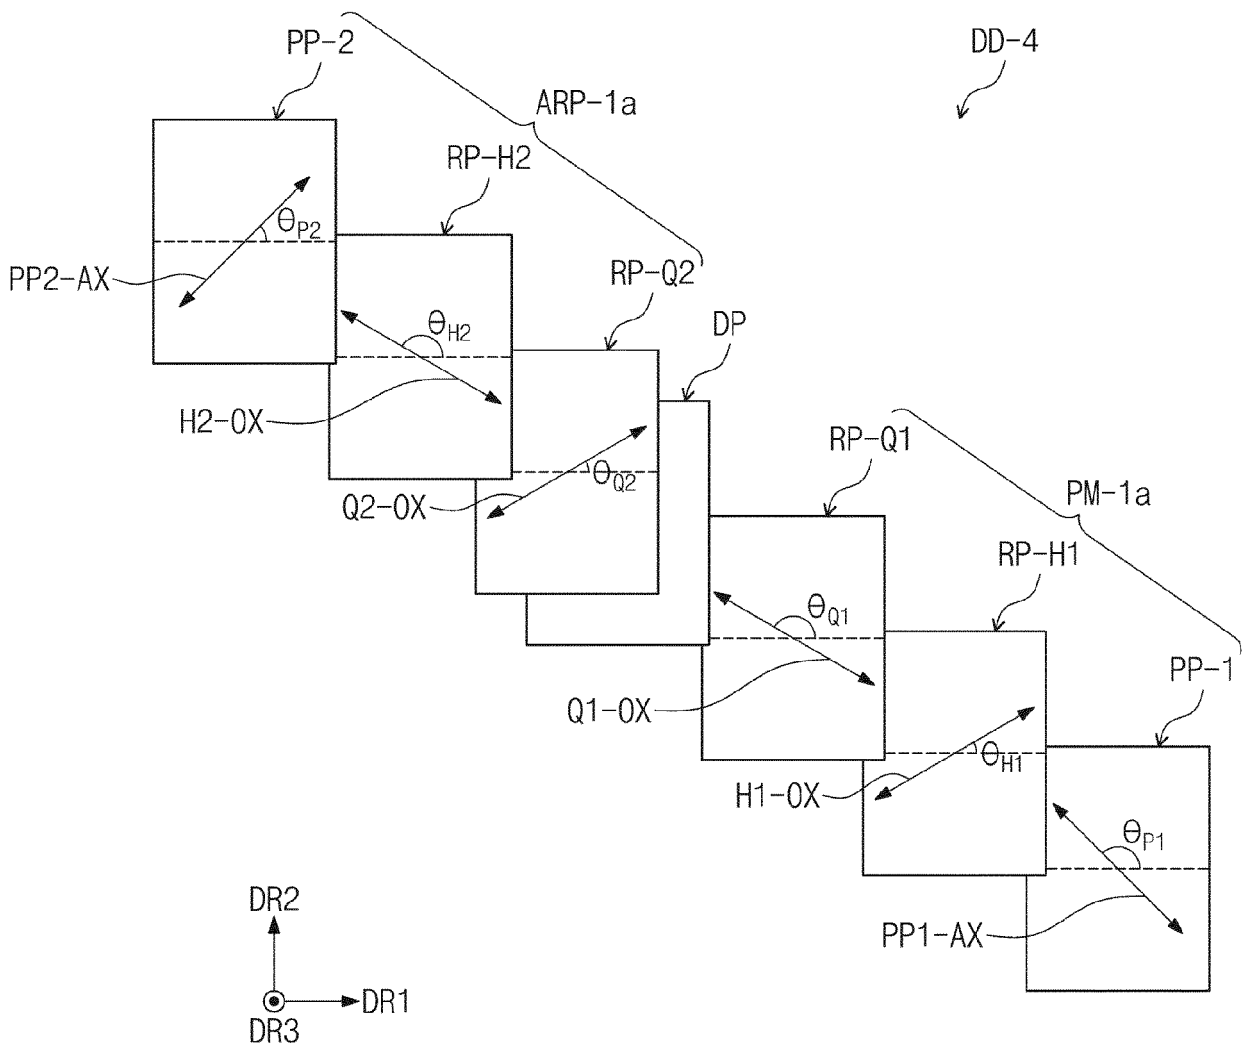 PP-2
DD-4
ARP-1a
RP-H2
θP2
PP2-AX
RP-Q2
θH2
DP
H2-OX
RP-Q1
θQ2
Q2-OX
PM-1a
RP-H1
θQ1
PP-1
Q1-OX
θH1
H1-OX
θP1
PP1-AX
DR2
DR1
DR3